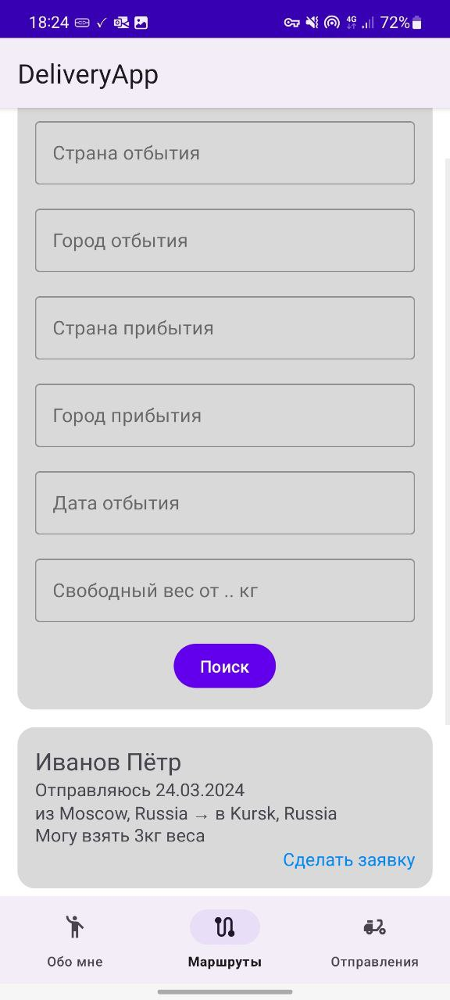 18:24 4G 72%
DeliveryApp
Страна отбытия
Город отбытия
Страна прибытия
Город прибытия
Дата отбытия
Свободный вес от .. кг
Поиск
Иванов Пётр
Отправляюсь 24.03.2024
из Moscow, Russia → в Kursk, Russia
Могу взять 3кг веса
Сделать заявку
Обо мне Маршруты Отправления